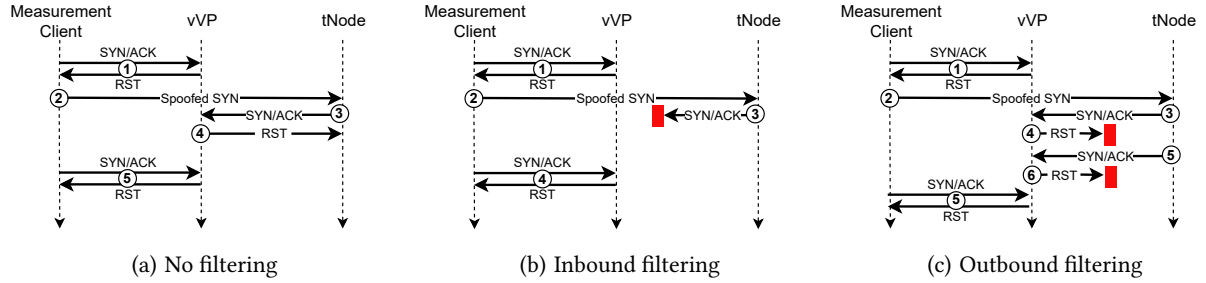 Measurement
Client
vVP
tNode
SYN/ACK
1
RST
2
Spoofed SYN
SYN/ACK
3
4
RST
SYN/ACK
5
RST
(a) No filtering
Measurement
Client
vVP
tNode
SYN/ACK
1
RST
2
Spoofed SYN
SYN/ACK
3
SYN/ACK
4
RST
(b) Inbound filtering
Measurement
Client
vVP
tNode
SYN/ACK
1
RST
2
Spoofed SYN
SYN/ACK
3
4
RST
SYN/ACK
5
6
RST
SYN/ACK
5
RST
(c) Outbound filtering